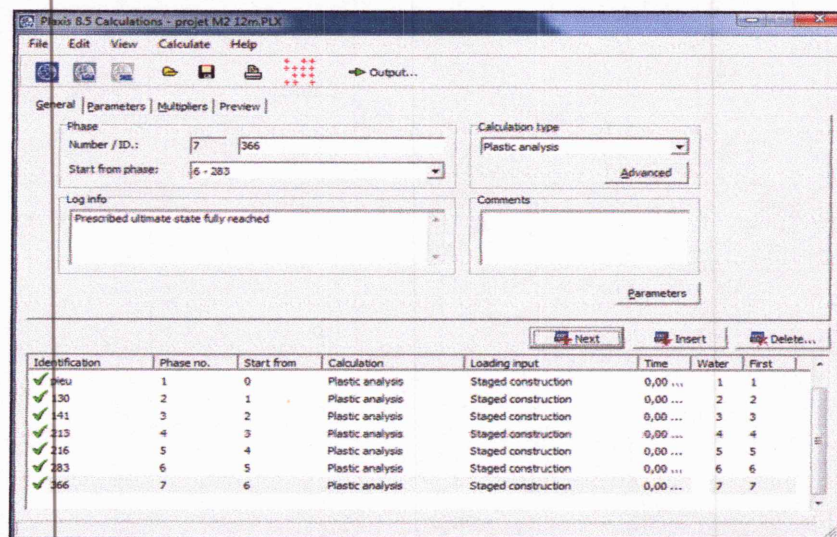 Plaxis 8.5 Calculations - projet M2 12m.PLX
File Edit View Calculate Help
Output...
General Parameters Multipliers Preview
Phase
Number / ID.: 7 366
Start from phase: 6 - 283
Calculation type
Plastic analysis
Advanced
Log info
Prescribed ultimate state fully reached
Comments
Parameters
Next Insert Delete...
Identification Phase no. Start from Calculation Loading input Time Water First
pieu 1 0 Plastic analysis Staged construction 0,00 ... 1 1
130 2 1 Plastic analysis Staged construction 0,00 ... 2 2
141 3 2 Plastic analysis Staged construction 0,00 ... 3 3
213 4 3 Plastic analysis Staged construction 0,00 ... 4 4
216 5 4 Plastic analysis Staged construction 0,00 ... 5 5
283 6 5 Plastic analysis Staged construction 0,00 ... 6 6
366 7 6 Plastic analysis Staged construction 0,00 ... 7 7